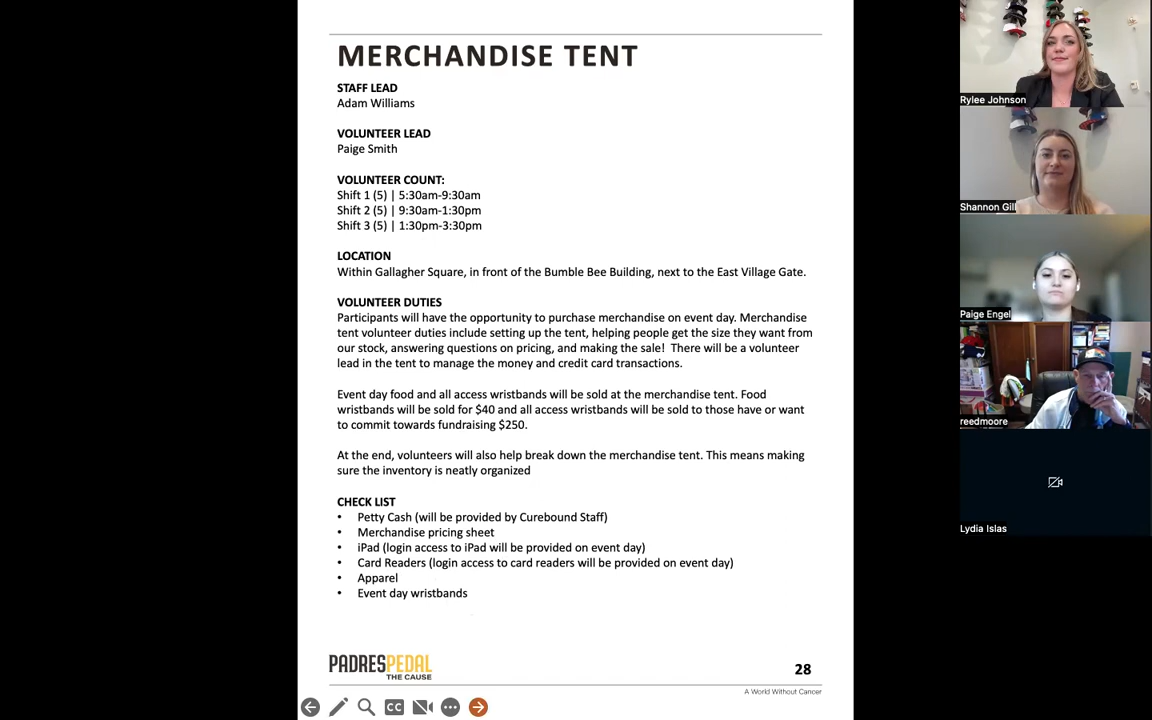 MERCHANDISE TENT
STAFF LEAD
Adam Williams
VOLUNTEER LEAD
Paige Smith
VOLUNTEER COUNT:
Shift 1 (5) | 5:30am-9:30am
Shift 2 (5) | 9:30am-1:30pm
Shift 3 (5) | 1:30pm-3:30pm
LOCATION
Within Gallagher Square, in front of the Bumble Bee Building, next to the East Village Gate.
VOLUNTEER DUTIES
Participants will have the opportunity to purchase merchandise on event day. Merchandise
tent volunteer duties include setting up the tent, helping people get the size they want from
our stock, answering questions on pricing, and making the sale!  There will be a volunteer
lead in the tent to manage the money and credit card transactions.
Event day food and all access wristbands will be sold at the merchandise tent. Food
wristbands will be sold for $40 and all access wristbands will be sold to those have or want
to commit towards fundraising $250.
At the end, volunteers will also help break down the merchandise tent. This means making
sure the inventory is neatly organized
CHECK LIST
• Petty Cash (will be provided by Curebound Staff)
• Merchandise pricing sheet
• iPad (login access to iPad will be provided on event day)
• Card Readers (login access to card readers will be provided on event day)
• Apparel
• Event day wristbands
PADRESPEDAL
THE CAUSE
28
A World Without Cancer
CC
Rylee Johnson
Shannon Gill
Paige Engel
reedmoore
Lydia Islas